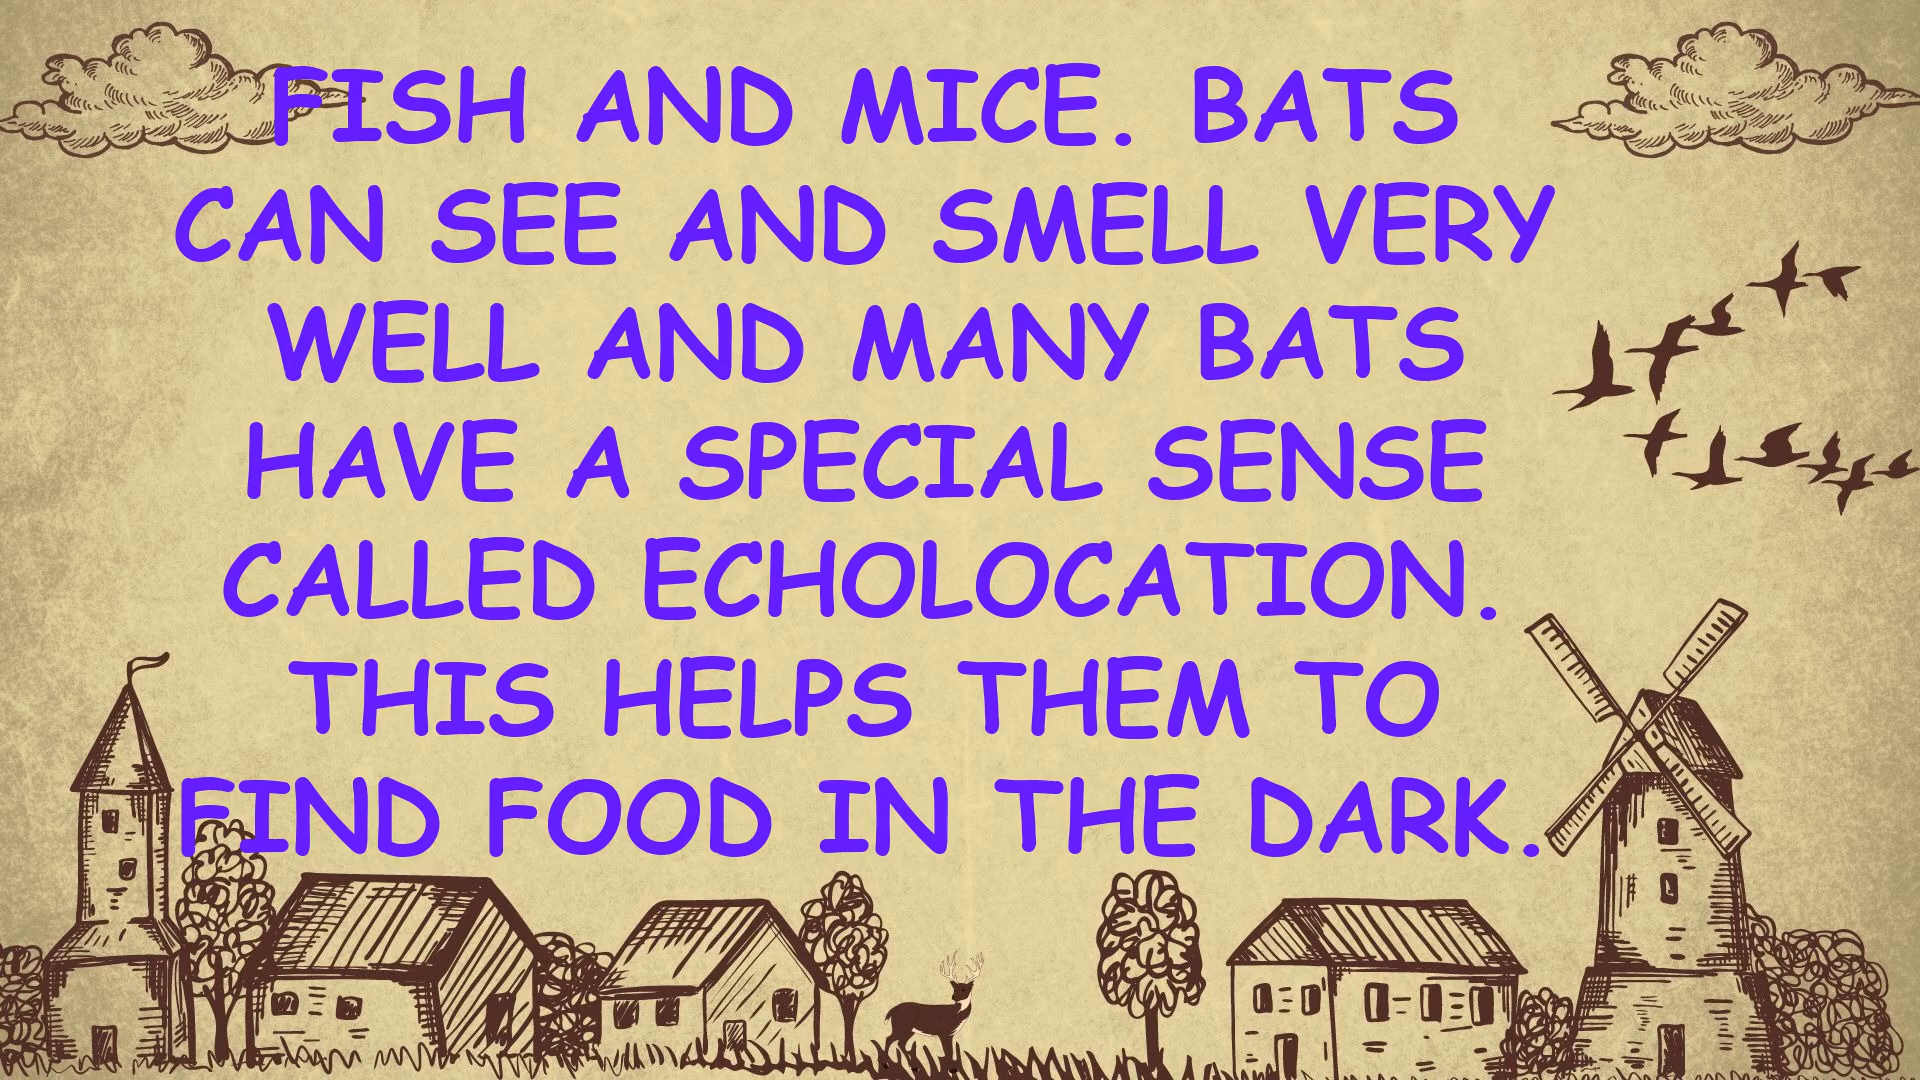 FISH AND MICE. BATS
CAN SEE AND SMELL VERY
WELL AND MANY BATS
HAVE A SPECIAL SENSE
CALLED ECHOLOCATION.
THIS HELPS THEM TO
FIND FOOD IN THE DARK.